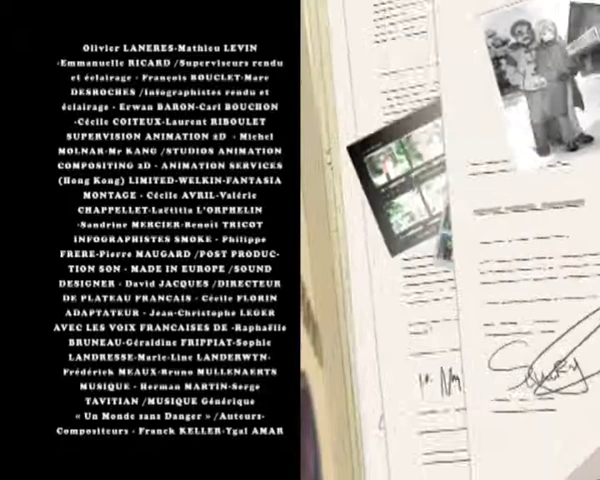 Olivier LANERES-Mathieu LEVIN
-Emmanuelle RICARD /Superviseurs rendu
et éclairage - François BOUCLET-Marc
DESROCHES /Infographistes rendu et
éclairage - Erwan BARON-Carl BOUCHON
-Cécile COITEUX-Laurent RIBOULET
SUPERVISION ANIMATION 2D - Michel
MOLNAR-Mr KANG /STUDIOS ANIMATION
COMPOSITING 2D - ANIMATION SERVICES
(Hong Kong) LIMITED-WELKIN-FANTASIA
MONTAGE - Cécile AVRIL-Valérie
CHAPPELLET-Laëtitia L'ORPHELIN
-Sandrine MERCIER-Benoît TRICOT
INFOGRAPHISTES SMOKE - Philippe
FRERE-Pierre MAUGARD /POST PRODUC-
TION SON - MADE IN EUROPE /SOUND
DESIGNER - David JACQUES /DIRECTEUR
DE PLATEAU FRANCAIS - Cécile FLORIN
ADAPTATEUR - Jean-Christophe LEGER
AVEC LES VOIX FRANCAISES DE -Raphaëlle
BRUNEAU-Géraldine FRIPPIAT-Sophie
LANDRESSE-Marie-Line LANDERWYN-
Frédérick MEAUX-Bruno MULLENAERTS
MUSIQUE - Herman MARTIN-Serge
TAVITIAN /MUSIQUE Générique
« Un Monde sans Danger » /Auteurs-
Compositeurs - Franck KELLER-Ygal AMAR